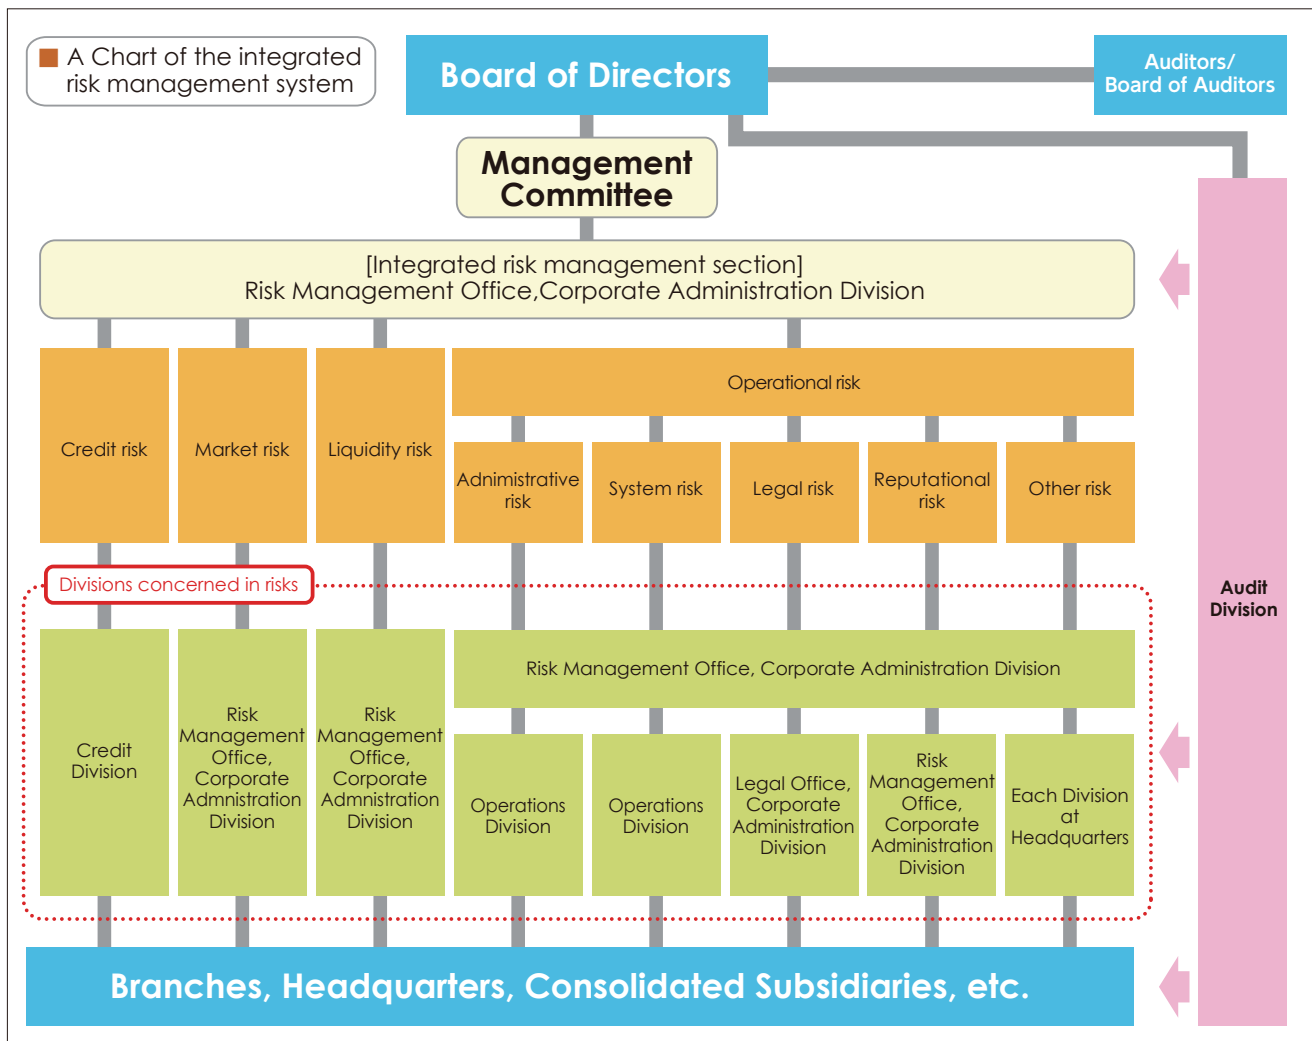 A Chart of the integrated
risk management system
Board of Directors
Auditors/
Board of Auditors
Management
Committee
[Integrated risk management section]
Risk Management Office,Corporate Administration Division
Credit risk
Market risk
Liquidity risk
Operational risk
Adnimistrative
risk
System risk
Legal risk
Reputational
risk
Other risk
Divisions concerned in risks
Credit
Division
Risk
Management
Office,
Corporate
Admnistration
Division
Risk
Management
Office,
Corporate
Admnistration
Division
Risk Management Office, Corporate Administration Division
Operations
Division
Operations
Division
Legal Office,
Corporate
Administration
Division
Risk
Management
Office,
Corporate
Administration
Division
Each Division
at
Headquarters
Audit
Division
Branches, Headquarters, Consolidated Subsidiaries, etc.